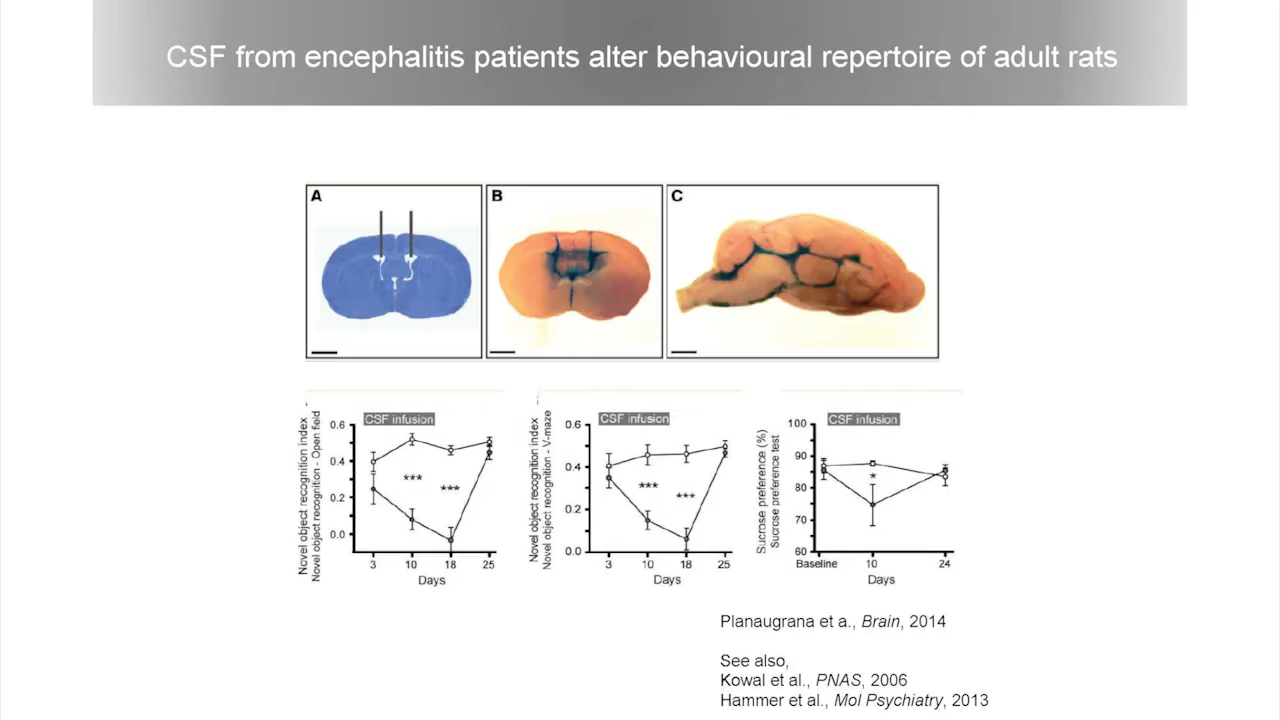 CSF from encephalitis patients alter behavioural repertoire of adult rats
A
B
C
Novel object recognition index
Novel object recognition - Open field
CSF infusion
0.6
0.4
0.2
0.0
3 10 18 25
Days
***
***
Novel object recognition index
Novel object recognition - V-maze
CSF infusion
0.6
0.4
0.2
0.0
3 10 18 25
Days
***
***
Sucrose preference (%)
Sucrose preference test
CSF infusion
100
90
80
70
60
Baseline 10 24
Days
*
Planaugrana et a., Brain, 2014
See also,
Kowal et al., PNAS, 2006
Hammer et al., Mol Psychiatry, 2013